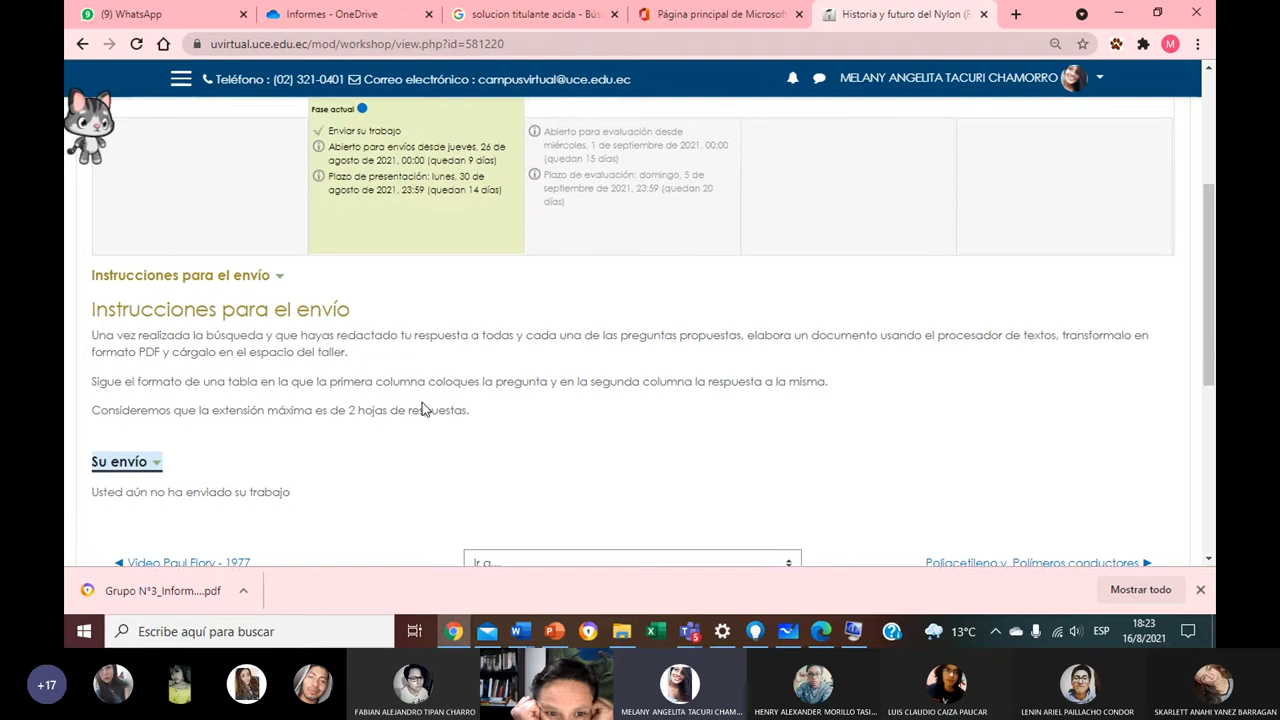 (9) WhatsApp
Informes - OneDrive
solucion titulante acida - Bús
Página principal de Microsoft
Historia y futuro del Nylon (F
uvirtual.uce.edu.ec/mod/workshop/view.php?id=581220
M
Teléfono : (02) 321-0401 Correo electrónico : campusvirtual@uce.edu.ec
MELANY ANGELITA TACURI CHAMORRO
Fase actual
Enviar su trabajo
Abierto para envíos desde jueves, 26 de
agosto de 2021, 00:00 (quedan 9 días)
Plazo de presentación: lunes, 30 de
agosto de 2021, 23:59 (quedan 14 días)
Abierto para evaluación desde
miércoles, 1 de septiembre de 2021, 00:00
(quedan 15 días)
Plazo de evaluación: domingo, 5 de
septiembre de 2021, 23:59 (quedan 20
días)
Instrucciones para el envío
Instrucciones para el envío
Una vez realizada la búsqueda y que hayas redactado tu respuesta a todas y cada una de las preguntas propuestas, elabora un documento usando el procesador de textos, transformalo en
formato PDF y cárgalo en el espacio del taller.
Sigue el formato de una tabla en la que la primera columna coloques la pregunta y en la segunda columna la respuesta a la misma.
Consideremos que la extensión máxima es de 2 hojas de respuestas.
Su envío
Usted aún no ha enviado su trabajo
Video Paul Flory - 1977
Ir a...
Poliacetileno y Polímeros conductores
Grupo N°3_Inform....pdf
Mostrar todo
Escribe aquí para buscar
13°C
ESP
18:23
16/8/2021
+17
FABIAN ALEJANDRO TIPAN CHARRO
MELANY ANGELITA TACURI CHAM...
HENRY ALEXANDER MORILLO TASI...
LUIS CLAUDIO CAIZA PAUCAR
LENIN ARIEL PAILLACHO CONDOR
SKARLETT ANAHI YANEZ BARRAGAN